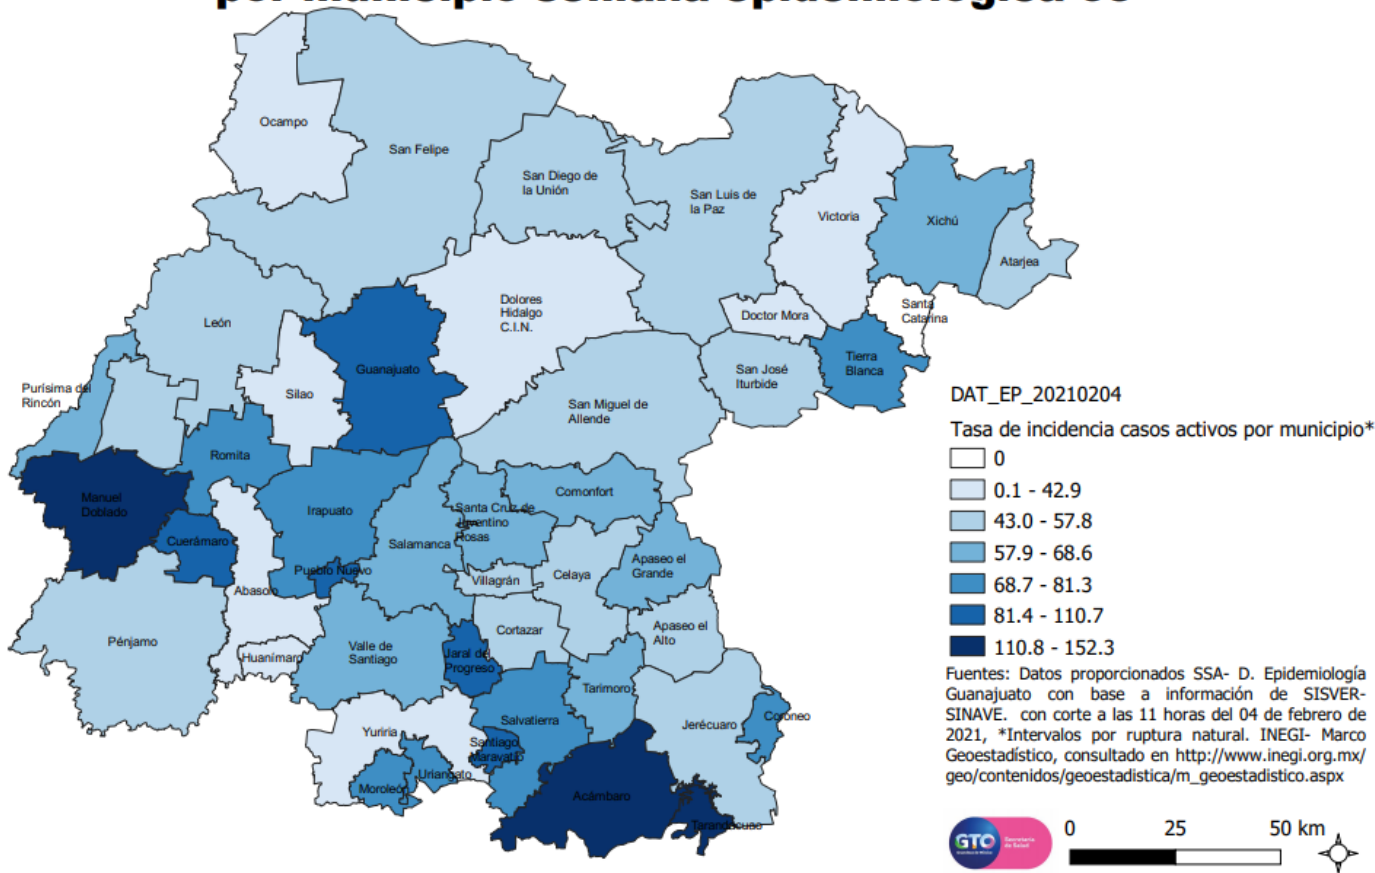 por municipio semana epidemiológica
Ocampo
San Felipe
San Diego de
la Unión
San Luis de
la Paz
Victoria
Xichú
Atarjea
Santa
Catarina
Doctor Mora
Dolores
Hidalgo
C.I.N.
León
Guanajuato
Silao
San José
Iturbide
Tierra
Blanca
San Miguel de
Allende
Purísima del
Rincón
Romita
Manuel
Doblado
Cuerámaro
Irapuato
Salamanca
Santa Cruz de
Juventino
Rosas
Comonfort
Apaseo el
Grande
Celaya
Villagrán
Pueblo Nuevo
Abasolo
Pénjamo
Huanímaro
Valle de
Santiago
Jaral del
Progreso
Cortazar
Apaseo el
Alto
Tarimoro
Salvatierra
Jerécuaro
Coroneo
Yuriria
Santiago
Maravatío
Uriangato
Moroleón
Acámbaro
Tarandacuao
DAT_EP_20210204
Tasa de incidencia casos activos por municipio*
0
0.1 - 42.9
43.0 - 57.8
57.9 - 68.6
68.7 - 81.3
81.4 - 110.7
110.8 - 152.3
Fuentes: Datos proporcionados SSA- D. Epidemiología
Guanajuato con base a información de SISVER-
SINAVE. con corte a las 11 horas del 04 de febrero de
2021, *Intervalos por ruptura natural. INEGI- Marco
Geoestadístico, consultado en http://www.inegi.org.mx/
geo/contenidos/geoestadistica/m_geoestadistico.aspx
GTO
Secretaría
de Salud
0 25 50 km